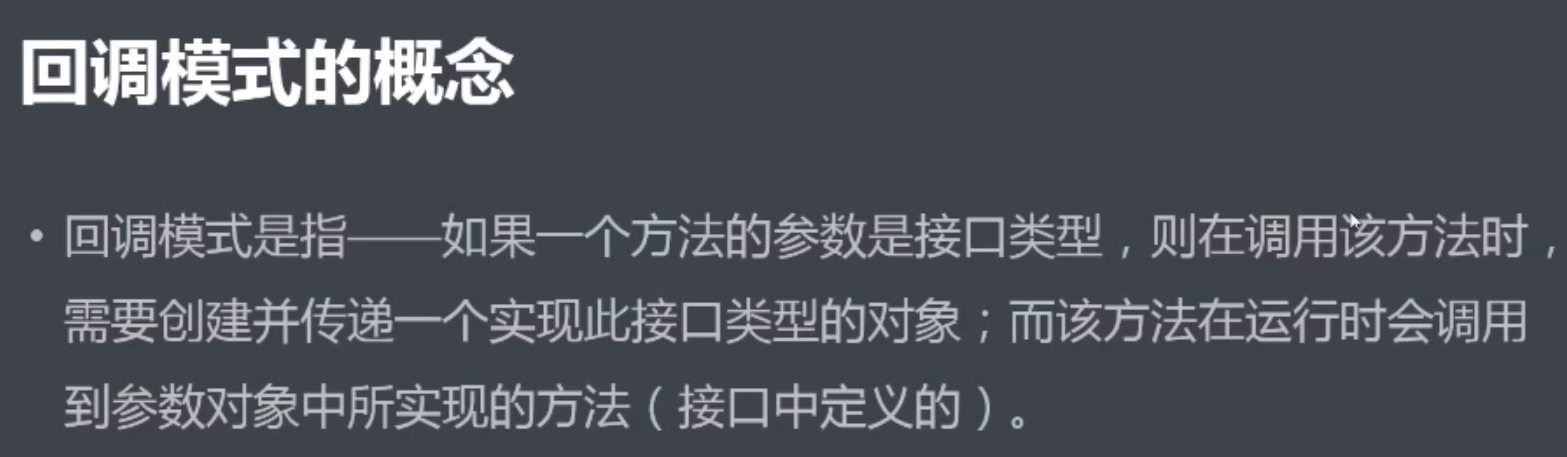 回调模式的概念
• 回调模式是指——如果一个方法的参数是接口类型，则在调用该方法时，
需要创建并传递一个实现此接口类型的对象；而该方法在运行时会调用
到参数对象中所实现的方法（接口中定义的）。